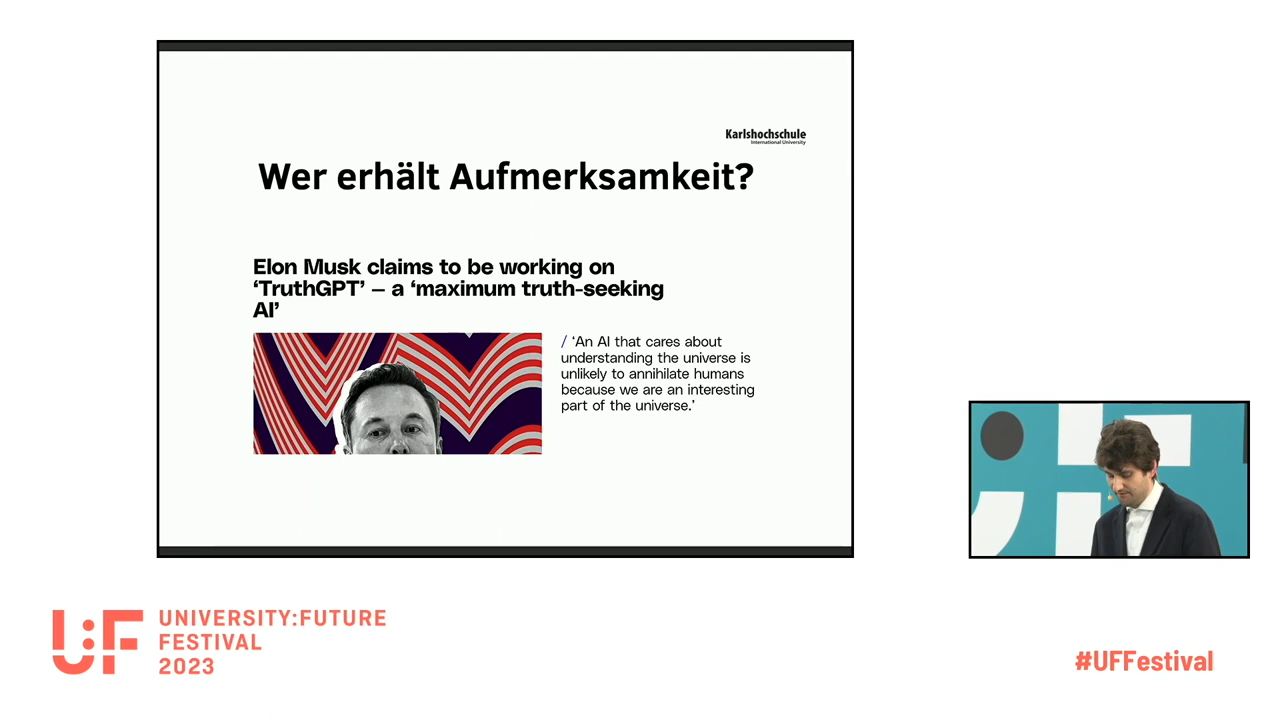 Karlshochschule
International University
Wer erhält Aufmerksamkeit?
Elon Musk claims to be working on
‘TruthGPT’ — a ‘maximum truth-seeking
AI’
/ ‘An AI that cares about
understanding the universe is
unlikely to annihilate humans
because we are an interesting
part of the universe.’
U:F UNIVERSITY:FUTURE
FESTIVAL
2023
#UFFestival